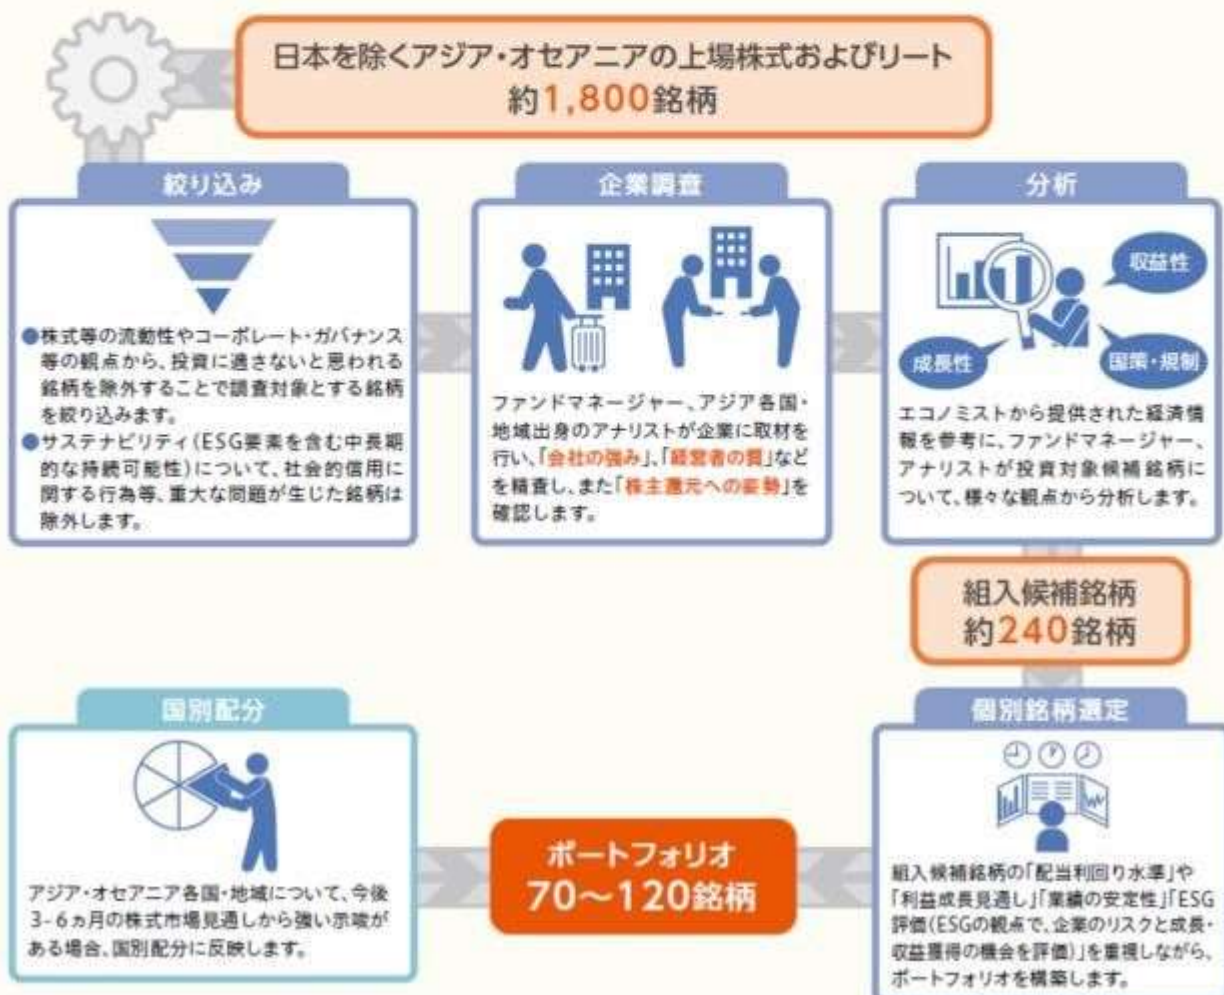 日本を除くアジア・オセアニアの上場株式およびリート
約1,800銘柄
絞り込み
●株式等の流動性やコーポレート・ガバナンス
等の観点から、投資に適さないと思われる
銘柄を除外することで調査対象とする銘柄
を絞り込みます。
●サステナビリティ(ESG要素を含む中長期
的な持続可能性)について、社会的信用に
関する行為等、重大な問題が生じた銘柄は
除外します。
企業調査
ファンドマネージャー、アジア各国・
地域出身のアナリストが企業に取材を
行い、「会社の強み」、「経営者の質」など
を精査し、また「株主還元への姿勢」を
確認します。
分析
収益性
成長性
国策・規制
エコノミストから提供された経済情
報を参考に、ファンドマネージャー、
アナリストが投資対象候補銘柄に
ついて、様々な観点から分析します。
組入候補銘柄
約240銘柄
個別銘柄選定
組入候補銘柄の「配当利回り水準」や
「利益成長見通し」「業績の安定性」「ESG
評価(ESGの観点で、企業のリスクと成長・
収益獲得の機会を評価)」を重視しながら、
ポートフォリオを構築します。
国別配分
アジア・オセアニア各国・地域について、今後
3-6ヵ月の株式市場見通しから強い示唆が
ある場合、国別配分に反映します。
ポートフォリオ
70〜120銘柄